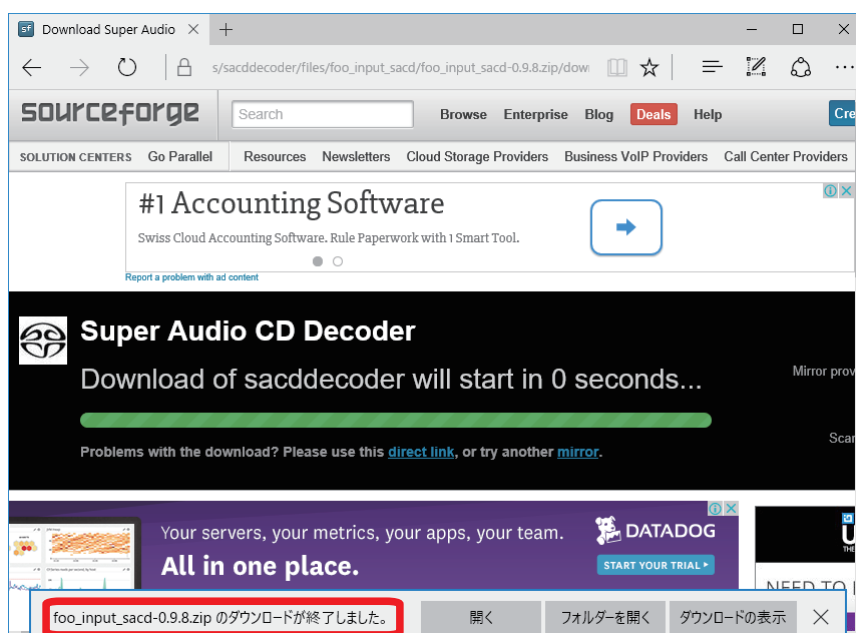 Download Super Audio
s/sacddecoder/files/foo_input_sacd/foo_input_sacd-0.9.8.zip/dow
sourceforge
Search
Browse Enterprise Blog Deals Help
Cre
SOLUTION CENTERS Go Parallel Resources Newsletters Cloud Storage Providers Business VoIP Providers Call Center Providers
#1 Accounting Software
Swiss Cloud Accounting Software. Rule Paperwork with 1 Smart Tool.
Report a problem with ad content
Super Audio CD Decoder
Download of sacddecoder will start in 0 seconds...
Mirror prov
Problems with the download? Please use this direct link, or try another mirror.
Scar
Your servers, your metrics, your apps, your team.
All in one place.
DATADOG
START YOUR TRIAL
U
THE
NEED TO
foo_input_sacd-0.9.8.zip のダウンロードが終了しました。
開く
フォルダーを開く
ダウンロードの表示